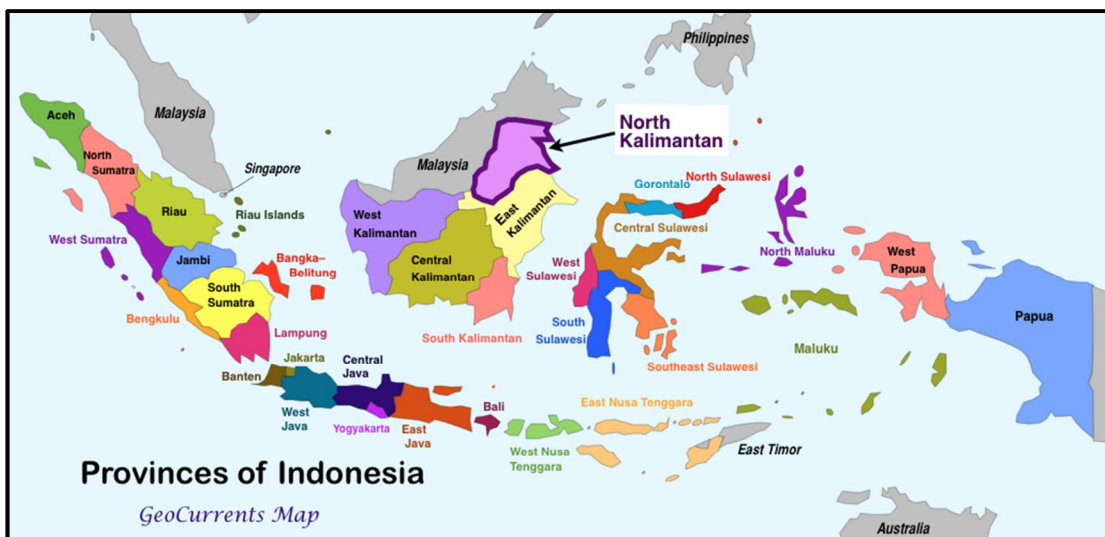 Philippines
Aceh
Malaysia
North
Kalimantan
North
Sumatra
Singapore
Malaysia
Gorontalo
North Sulawesi
Riau
Riau Islands
West
Kalimantan
East
Kalimantan
Central Sulawesi
West Sumatra
Jambi
Bangka–
Belitung
Central
Kalimantan
West
Sulawesi
North Maluku
West
Papua
South
Sumatra
Bengkulu
Lampung
South Kalimantan
South
Sulawesi
Papua
Maluku
Southeast Sulawesi
Jakarta
Central
Java
Banten
West
Java
Yogyakarta
East
Java
Bali
East Nusa Tenggara
West Nusa
Tenggara
East Timor
Provinces of Indonesia
GeoCurrents Map
Australia